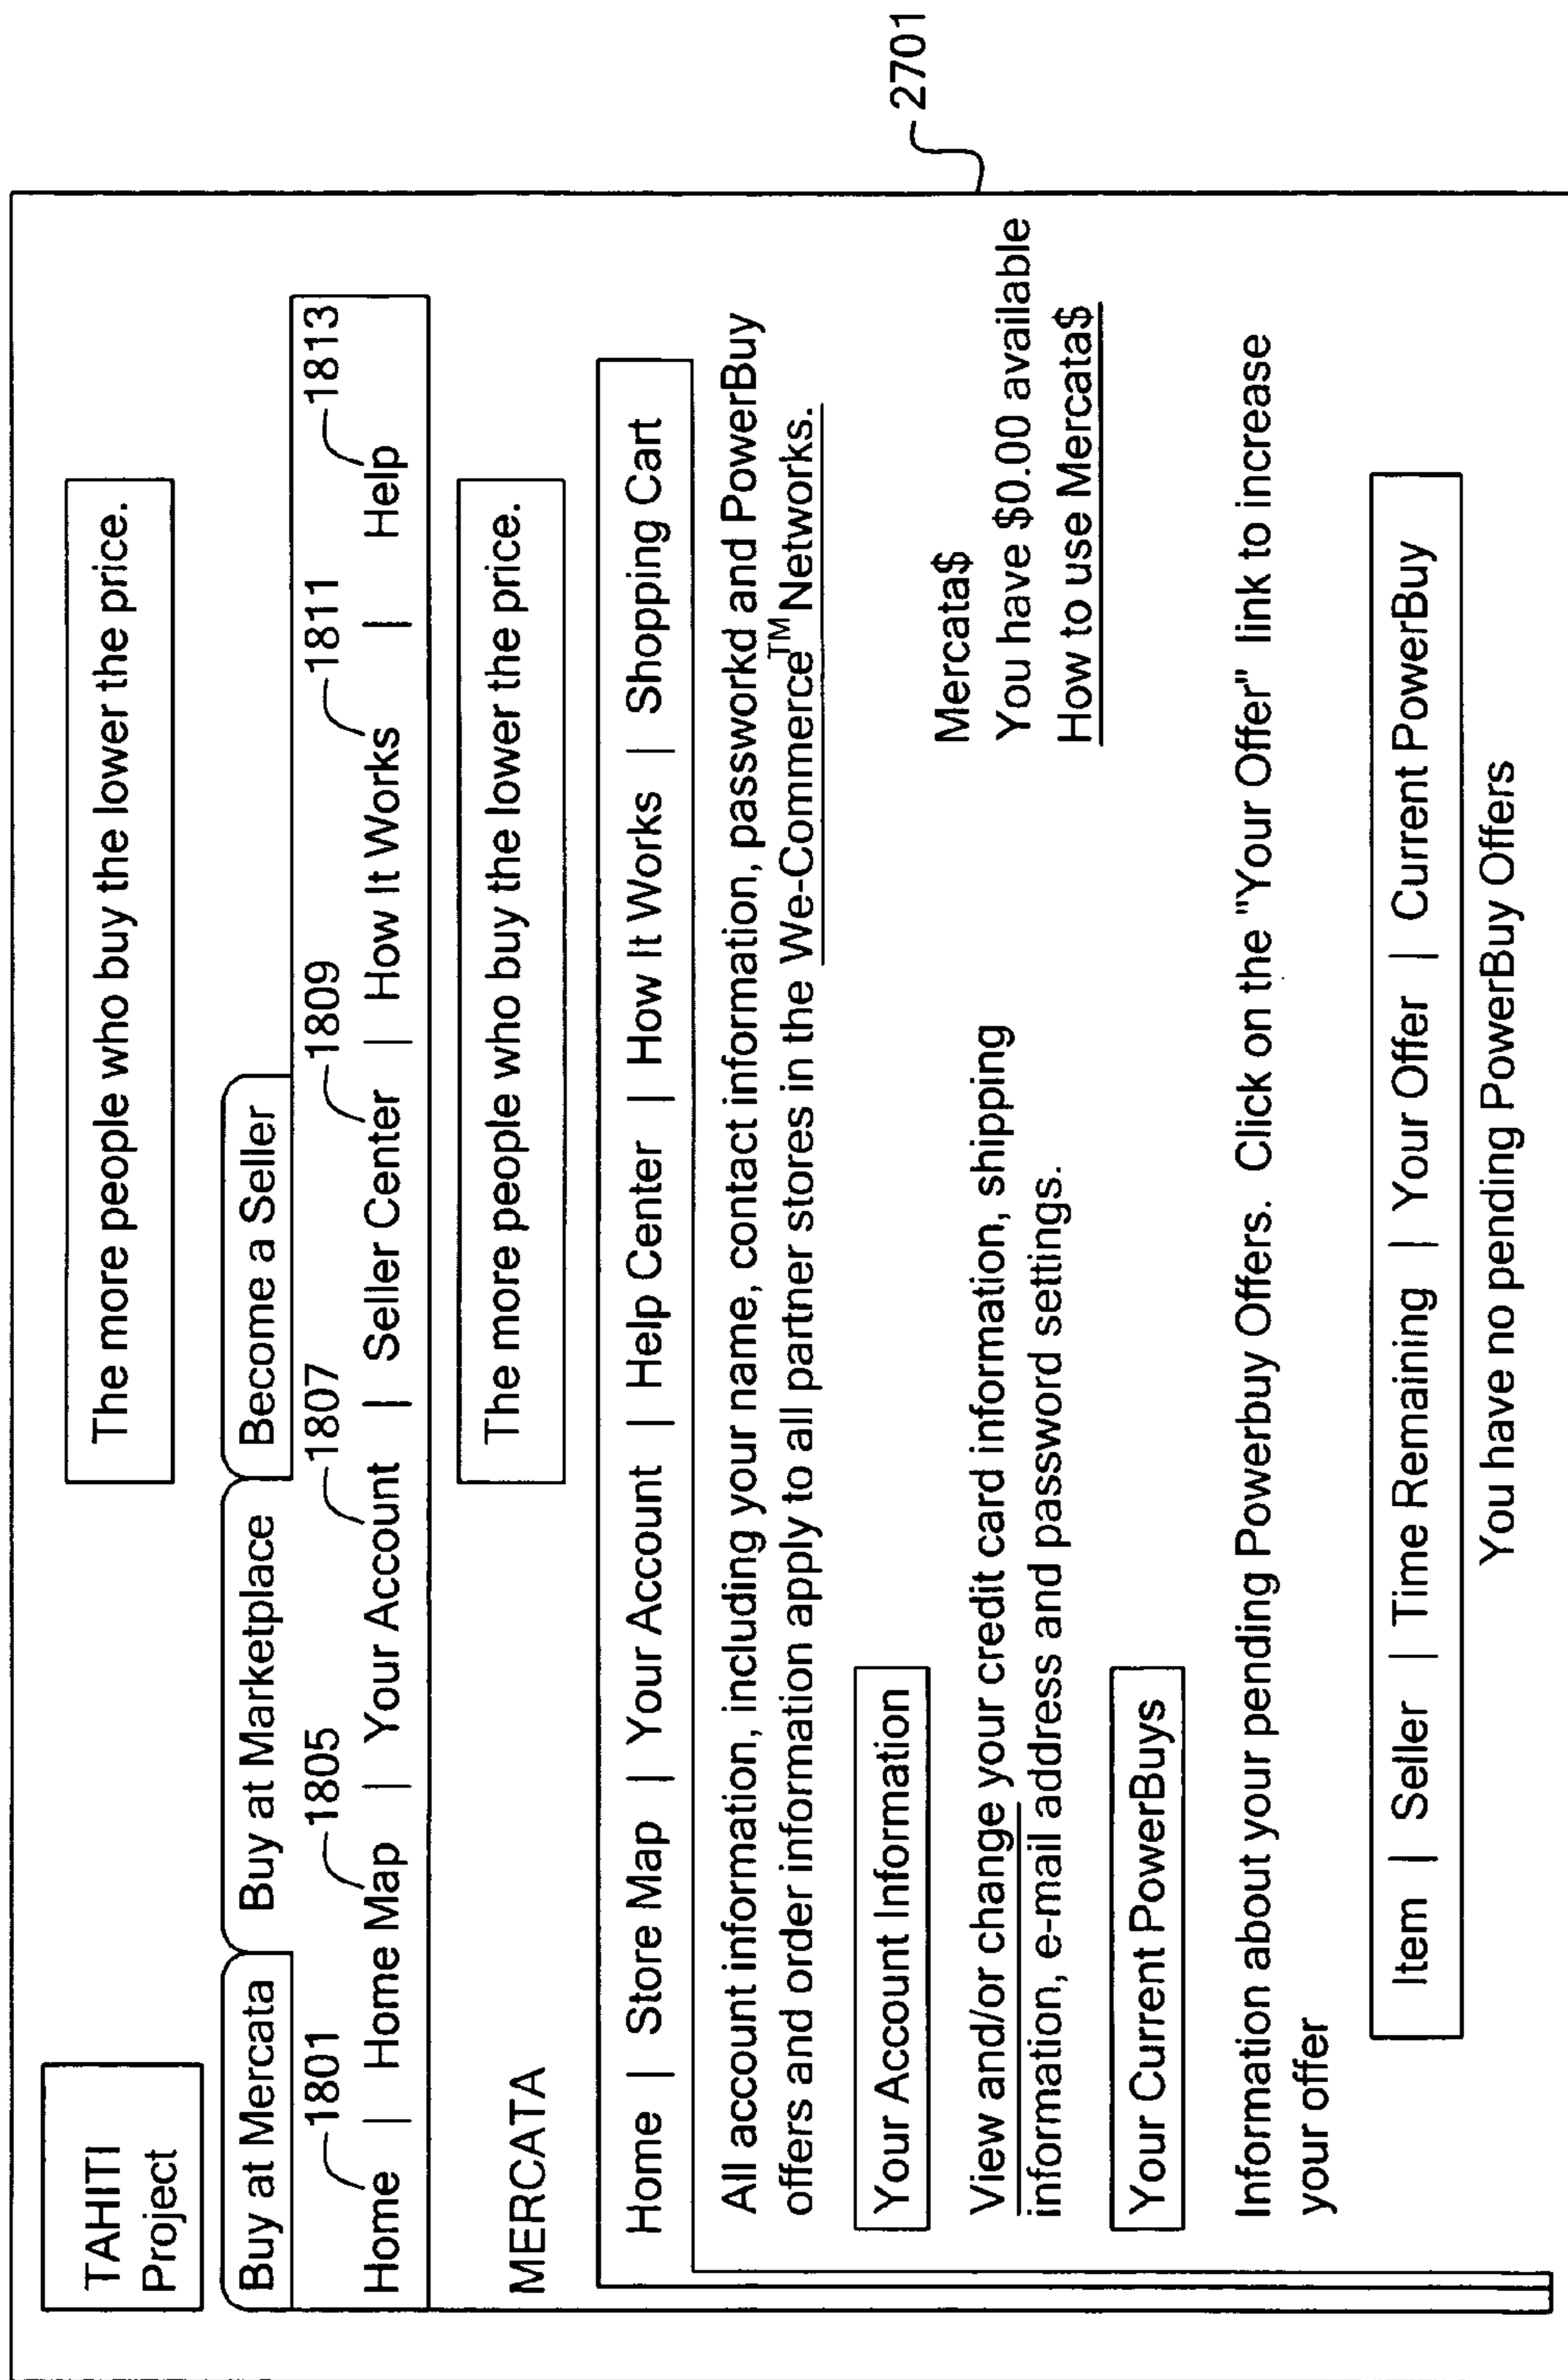 TAHITI
Project
The more people who buy the lower the price.
Buy at Mercata
Buy at Marketplace
Become a Seller
1801
1805
1807
1809
1811
1813
Home | Home Map | Your Account | Seller Center | How It Works | Help
MERCATA
The more people who buy the lower the price.
Home | Store Map | Your Account | Help Center | How It Works | Shopping Cart
All account information, including your name, contact information, passworkd and PowerBuy
offers and order information apply to all partner stores in the We-Commerce™ Networks.
2701
Your Account Information
Mercata$
You have $0.00 available
How to use Mercata$
View and/or change your credit card information, shipping
information, e-mail address and password settings.
Your Current PowerBuys
Information about your pending Powerbuy Offers. Click on the "Your Offer" link to increase
your offer
Item | Seller | Time Remaining | Your Offer | Current PowerBuy
You have no pending PowerBuy Offers